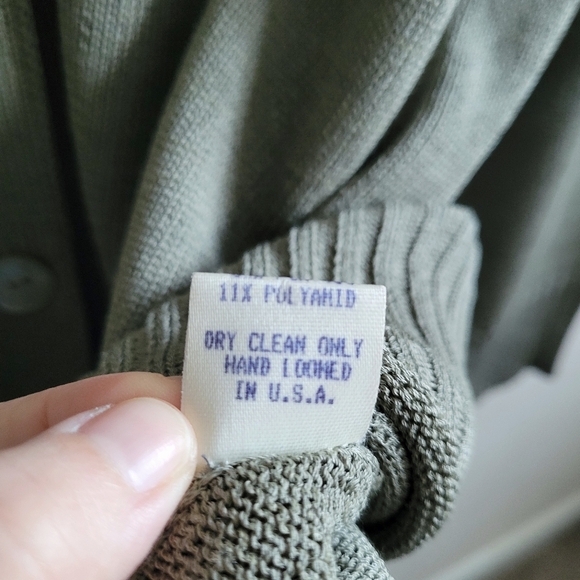 11% POLYAMID
DRY CLEAN ONLY
HAND LOOMED
IN U.S.A.